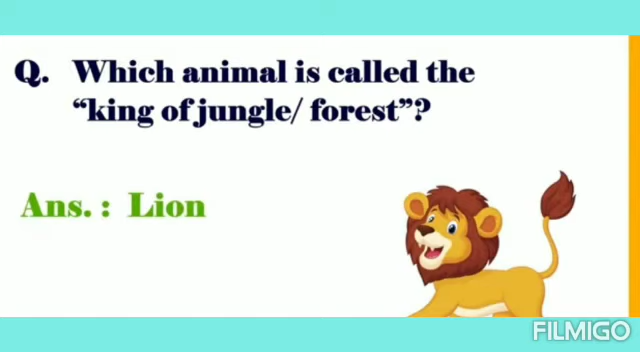 Q. Which animal is called the
“king of jungle/ forest”?
Ans. : Lion
FILMIGO